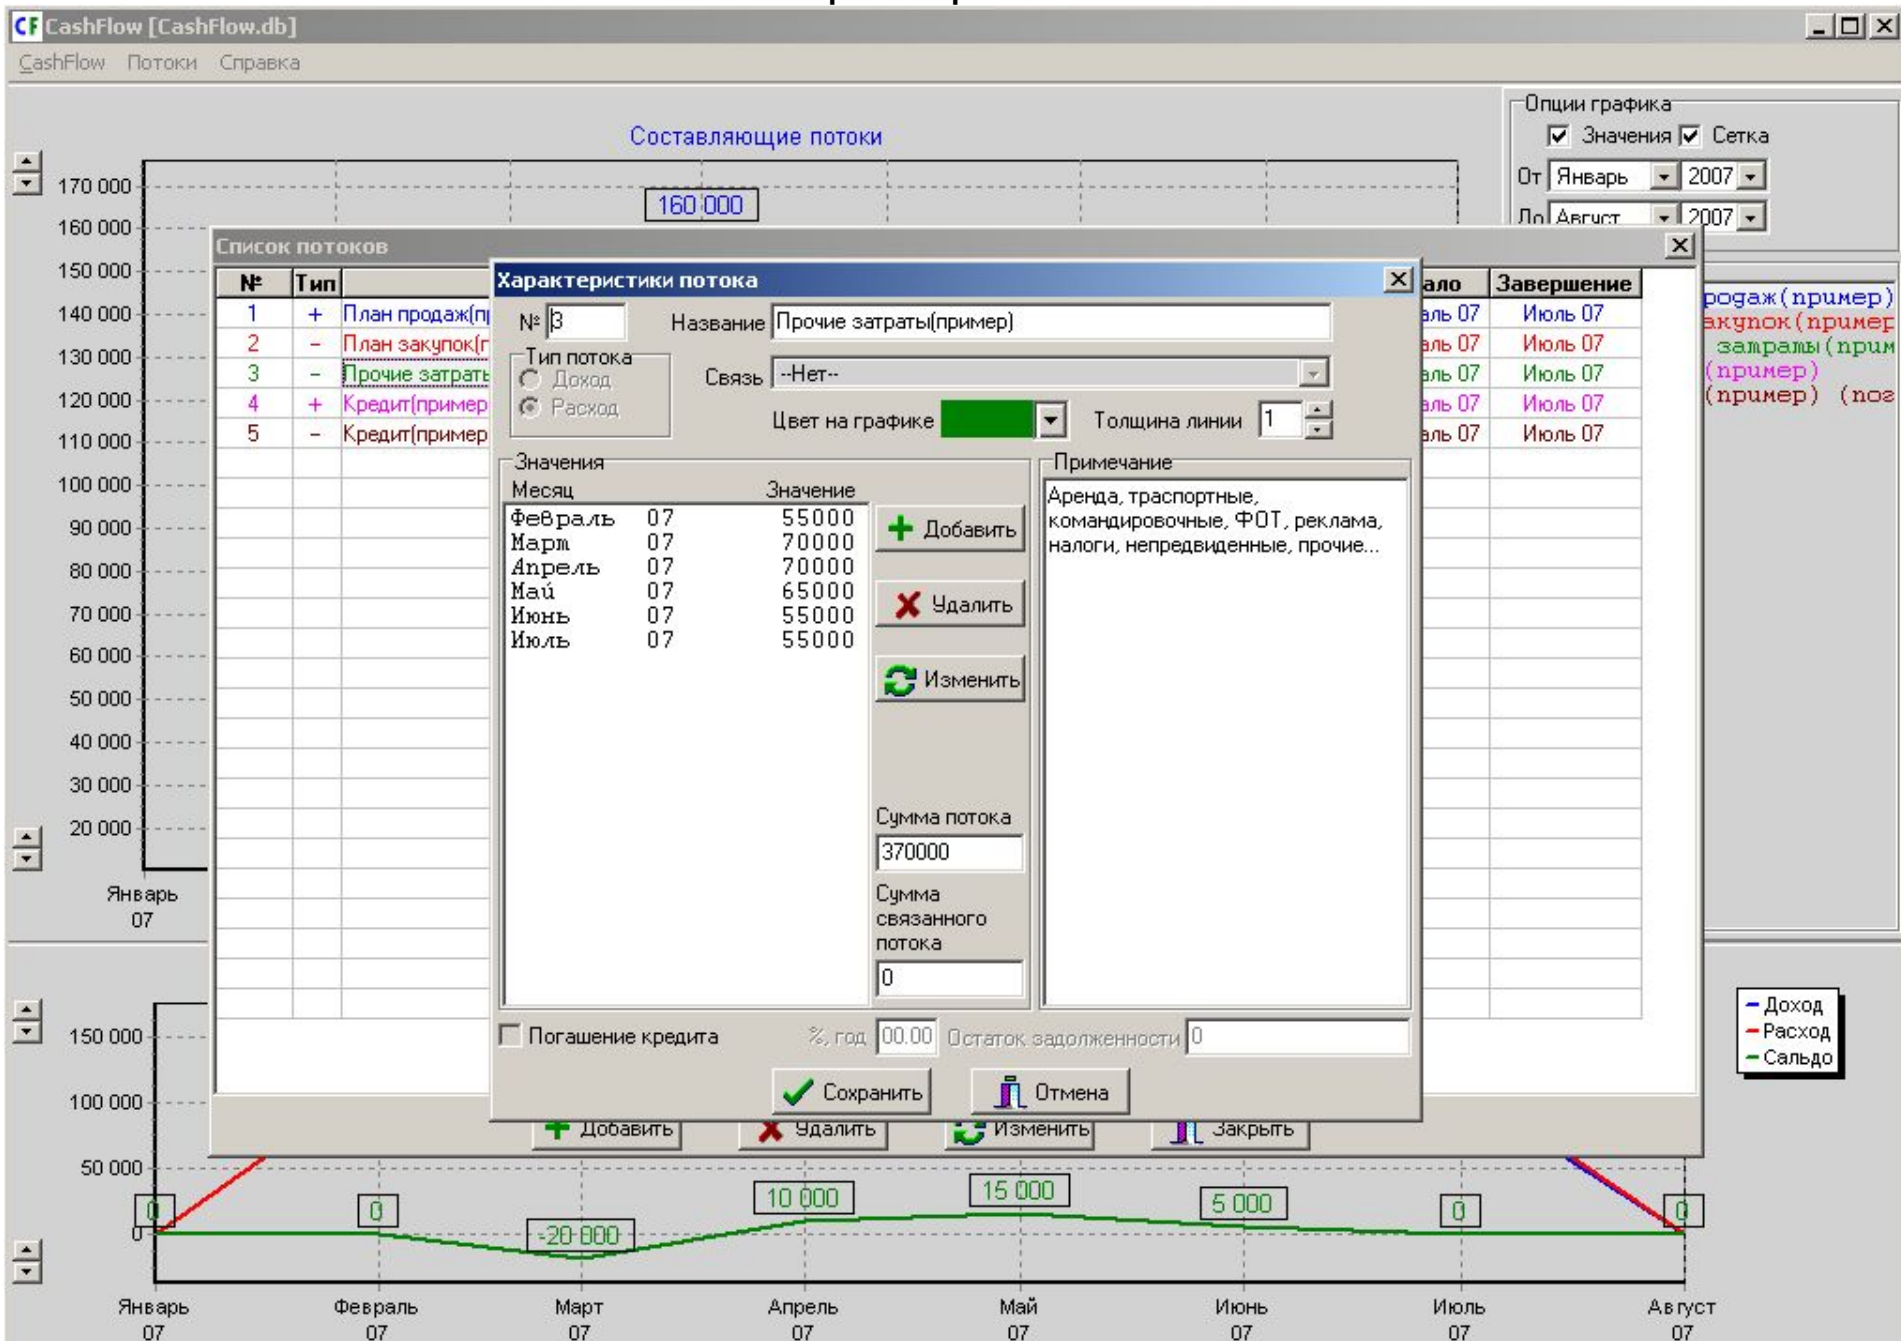 CF CashFlow [CashFlow.db]
CashFlow Потоки Справка
Опции графика
Значения Сетка
От Январь 2007
До Август 2007
Составляющие потоки
170 000
160 000
160 000
150 000
140 000
130 000
120 000
110 000
100 000
90 000
80 000
70 000
60 000
50 000
40 000
30 000
20 000
Январь
07
Список потоков
№ Тип Завершение
1 + План продаж(п Июль 07
2 – План закупок( Июль 07
3 – Прочие затрать Июль 07
4 + Кредит(пример Июль 07
5 – Кредит(пример Июль 07
родаж(пример)
акупок(пример
затраты(прим
(пример)
(пример) (пог
Характеристики потока
№ 3 Название Прочие затраты(пример)
Тип потока
Доход
Расход
Связь --Нет--
Цвет на графике Толщина линии 1
Значения
Месяц Значение
Февраль 07 55000
Март 07 70000
Апрель 07 70000
Май 07 65000
Июнь 07 55000
Июль 07 55000
Добавить
Удалить
Изменить
Сумма потока
370000
Сумма
связанного
потока
0
Примечание
Аренда, траспортные,
командировочные, ФОТ, реклама,
налоги, непредвиденные, прочие...
Погашение кредита %, год 00.00 Остаток задолженности 0
Сохранить Отмена
Добавить Удалить Изменить Закрыть
Доход
Расход
Сальдо
150 000
100 000
50 000
0
0 0 -20 000 10 000 15 000 5 000 0 0
Январь Февраль Март Апрель Май Июнь Июль Август
07 07 07 07 07 07 07 07